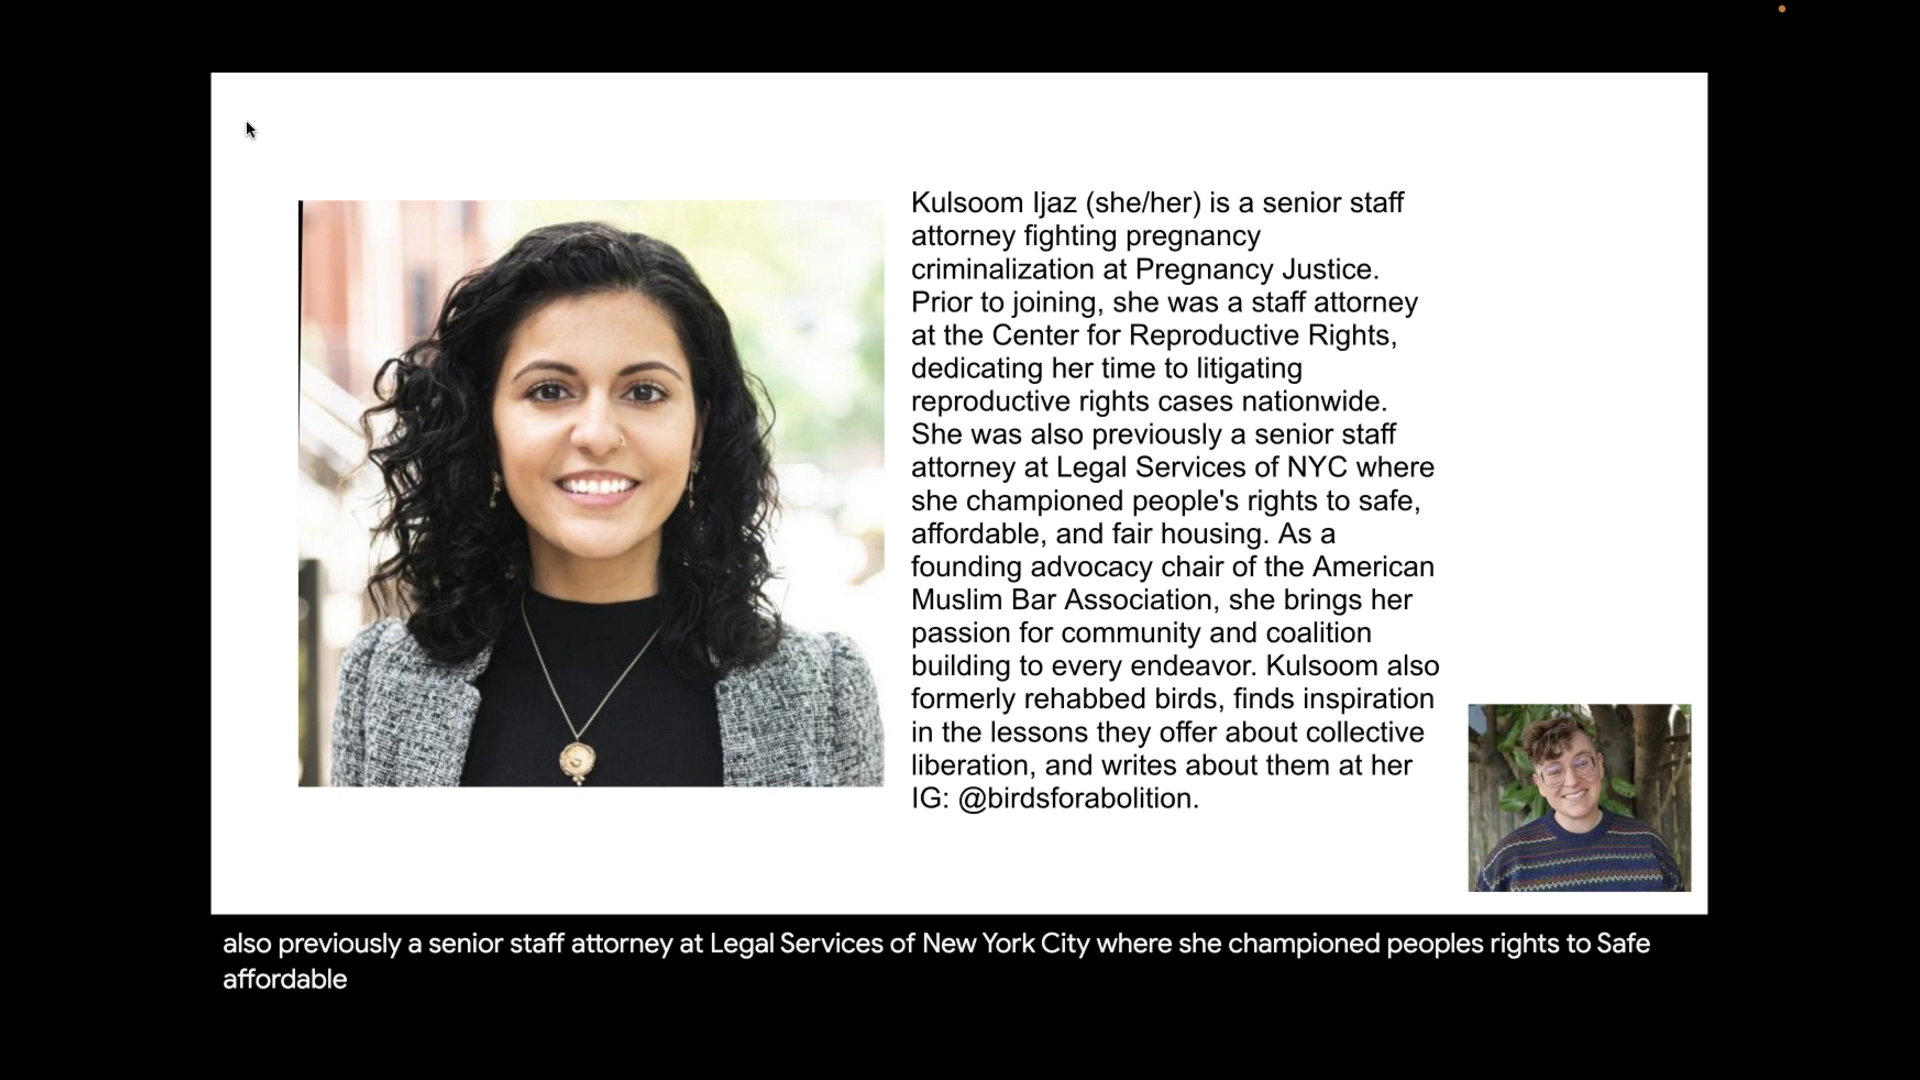 Kulsoom Ijaz (she/her) is a senior staff
attorney fighting pregnancy
criminalization at Pregnancy Justice.
Prior to joining, she was a staff attorney
at the Center for Reproductive Rights,
dedicating her time to litigating
reproductive rights cases nationwide.
She was also previously a senior staff
attorney at Legal Services of NYC where
she championed people's rights to safe,
affordable, and fair housing. As a
founding advocacy chair of the American
Muslim Bar Association, she brings her
passion for community and coalition
building to every endeavor. Kulsoom also
formerly rehabbed birds, finds inspiration
in the lessons they offer about collective
liberation, and writes about them at her
IG: @birdsforabolition.
also previously a senior staff attorney at Legal Services of New York City where she championed peoples rights to Safe
affordable